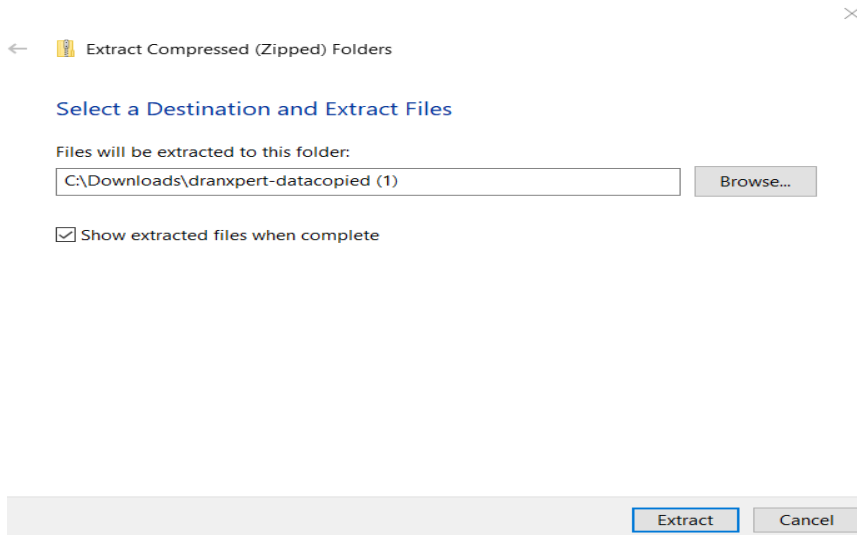 Extract Compressed (Zipped) Folders
Select a Destination and Extract Files
Files will be extracted to this folder:
C:\Downloads\dranxpert-datacopied (1)
Browse...
Show extracted files when complete
Extract
Cancel